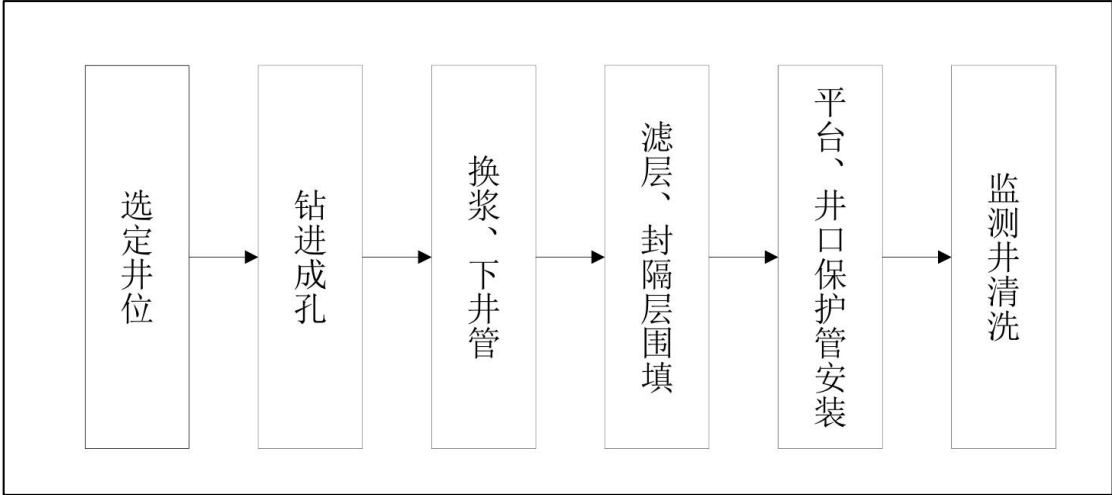 选定井位
钻进成孔
换浆、下井管
滤层、封隔层围填
平台、井口保护管安装
监测井清洗